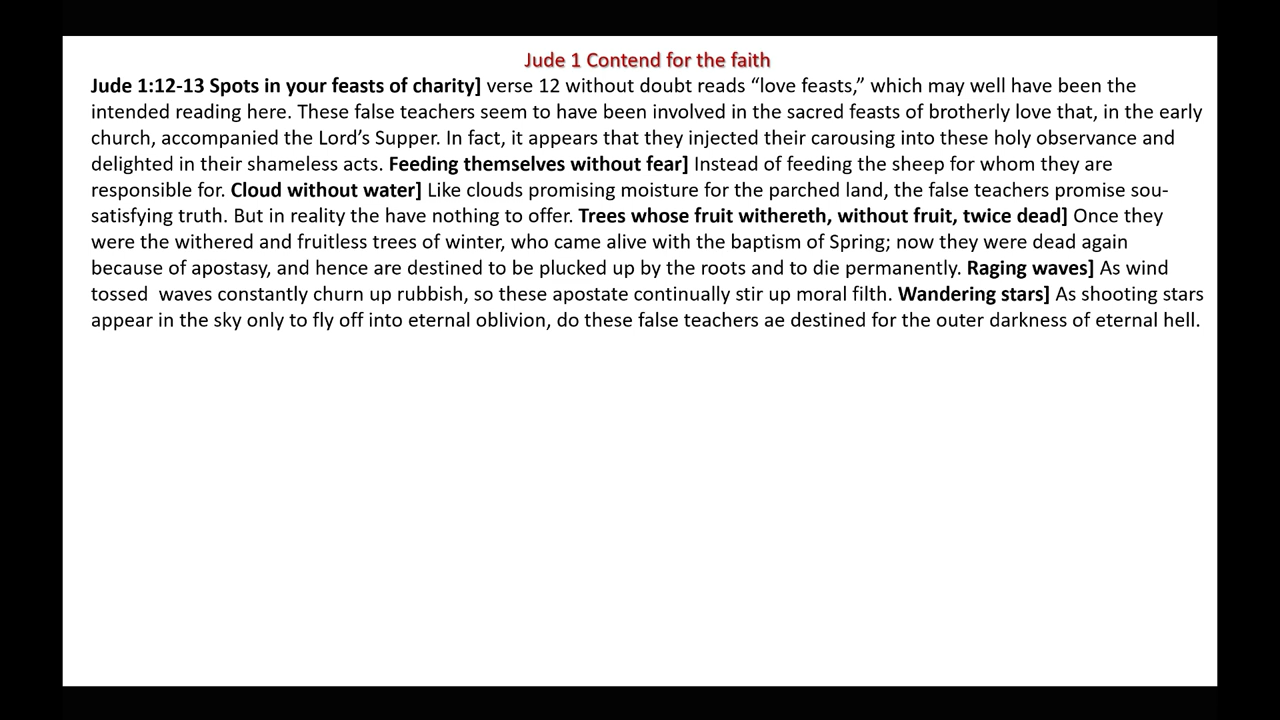 Jude 1 Contend for the faith
Jude 1:12-13 Spots in your feasts of charity] verse 12 without doubt reads “love feasts,” which may well have been the
intended reading here. These false teachers seem to have been involved in the sacred feasts of brotherly love that, in the early
church, accompanied the Lord’s Supper. In fact, it appears that they injected their carousing into these holy observance and
delighted in their shameless acts. Feeding themselves without fear] Instead of feeding the sheep for whom they are
responsible for. Cloud without water] Like clouds promising moisture for the parched land, the false teachers promise sou-
satisfying truth. But in reality the have nothing to offer. Trees whose fruit withereth, without fruit, twice dead] Once they
were the withered and fruitless trees of winter, who came alive with the baptism of Spring; now they were dead again
because of apostasy, and hence are destined to be plucked up by the roots and to die permanently. Raging waves] As wind
tossed  waves constantly churn up rubbish, so these apostate continually stir up moral filth. Wandering stars] As shooting stars
appear in the sky only to fly off into eternal oblivion, do these false teachers ae destined for the outer darkness of eternal hell.